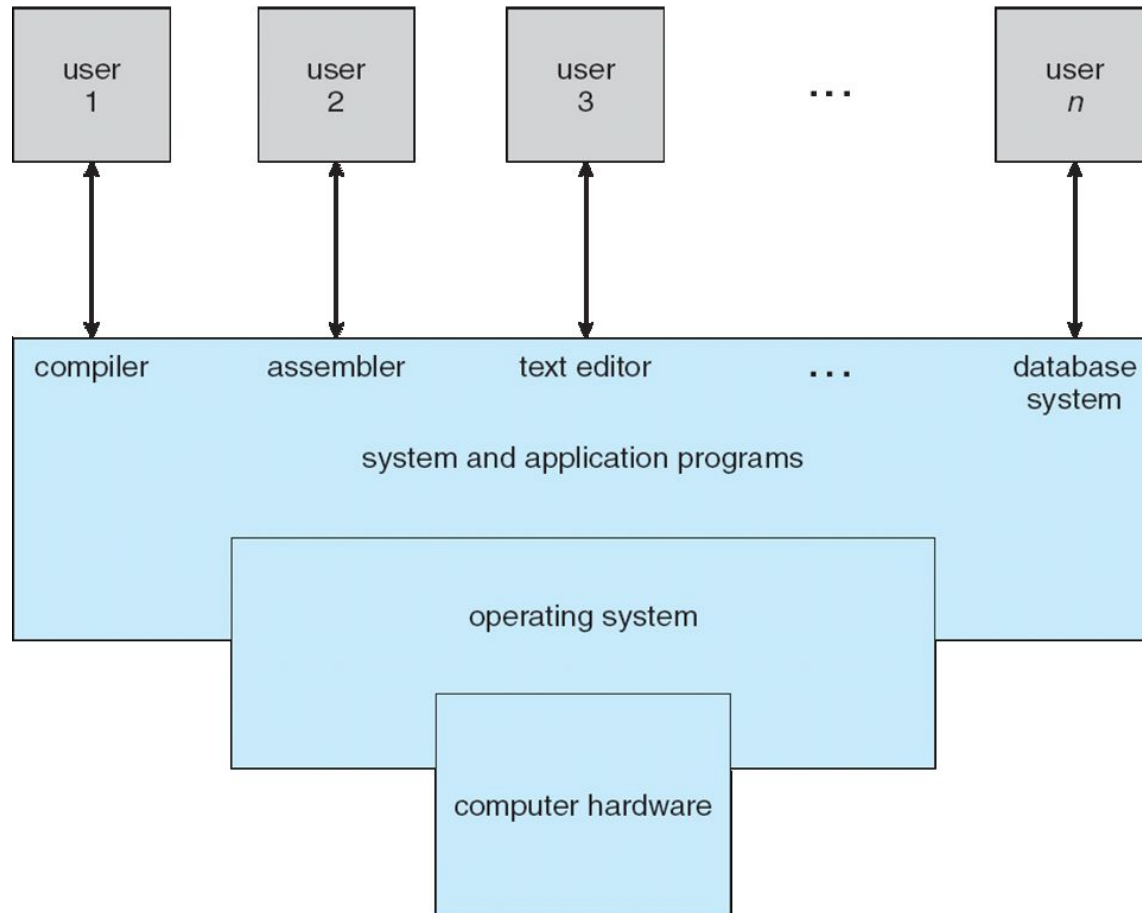 user
1
user
2
user
3
...
user
n
compiler
assembler
text editor
...
database
system
system and application programs
operating system
computer hardware